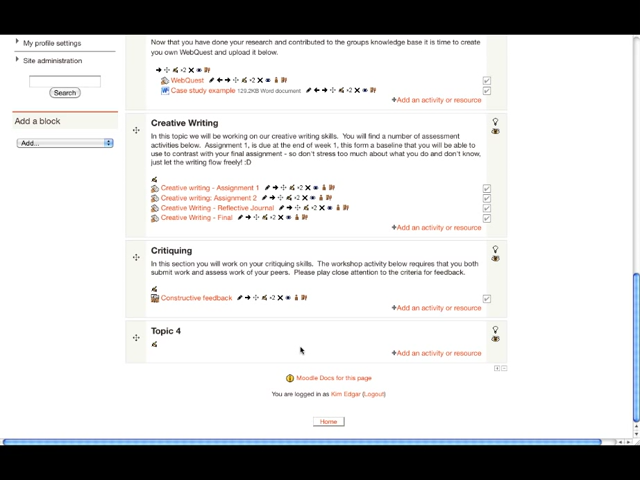 My profile settings
Site administration
Search
Add a block
Add...
Now that you have done your research and contributed to the groups knowledge base it is time to create
you own WebQuest and upload it below.
WebQuest
Case study example 129.2KB Word document
Add an activity or resource
Creative Writing
In this topic we will be working on our creative writing skills. You will find a number of assessment
activities below. Assignment 1, is due at the end of week 1, this form a baseline that you will be able to
use to contrast with your final assignment - so don't stress too much about what you do and don't know,
just let the writing flow freely! :D
Creative writing - Assignment 1
Creative writing: Assignment 2
Creative Writing - Reflective Journal
Creative Writing - Final
Add an activity or resource
Critiquing
In this section you will work on your critiquing skills. The workshop activity below requires that you both
submit work and assess work of your peers. Please play close attention to the criteria for feedback.
Constructive feedback
Add an activity or resource
Topic 4
Add an activity or resource
Moodle Docs for this page
You are logged in as Kim Edgar (Logout)
Home